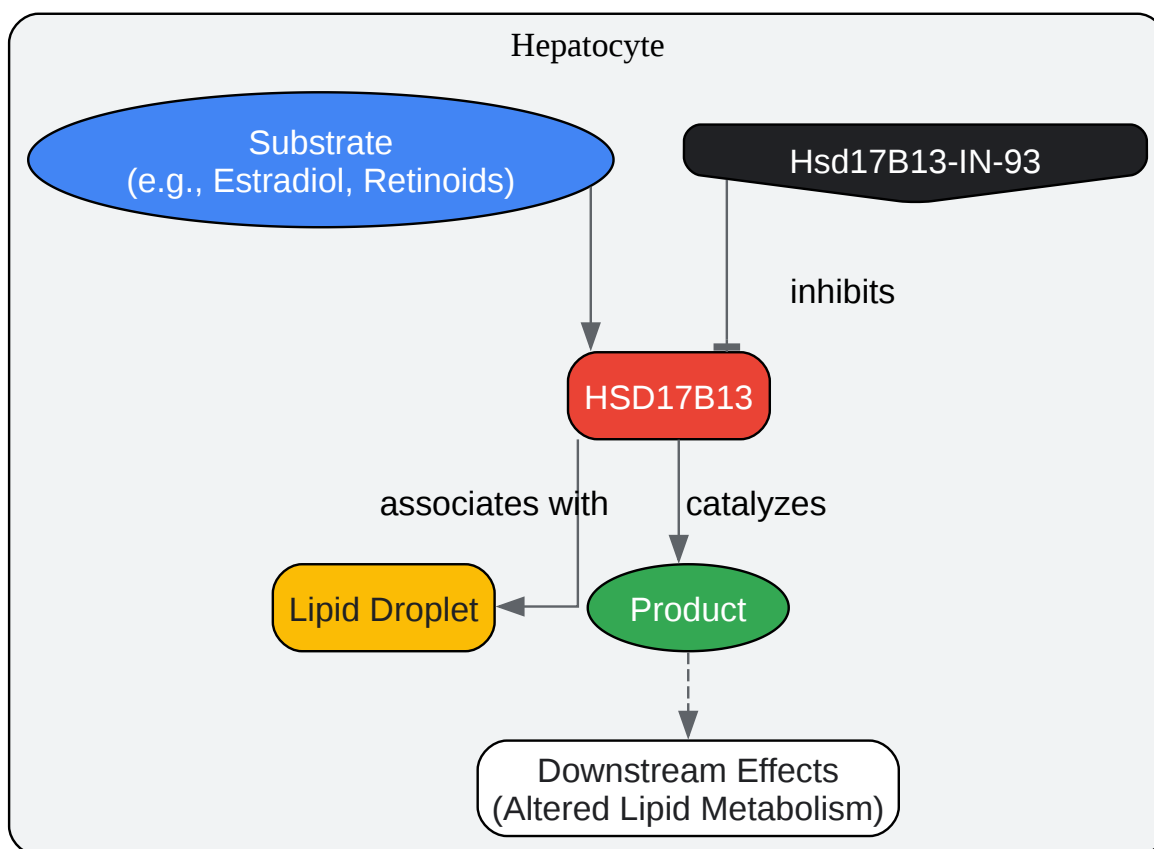 Hepatocyte
Substrate
(e.g., Estradiol, Retinoids)
Hsd17B13-IN-93
inhibits
HSD17B13
associates with
catalyzes
Lipid Droplet
Product
Downstream Effects
(Altered Lipid Metabolism)